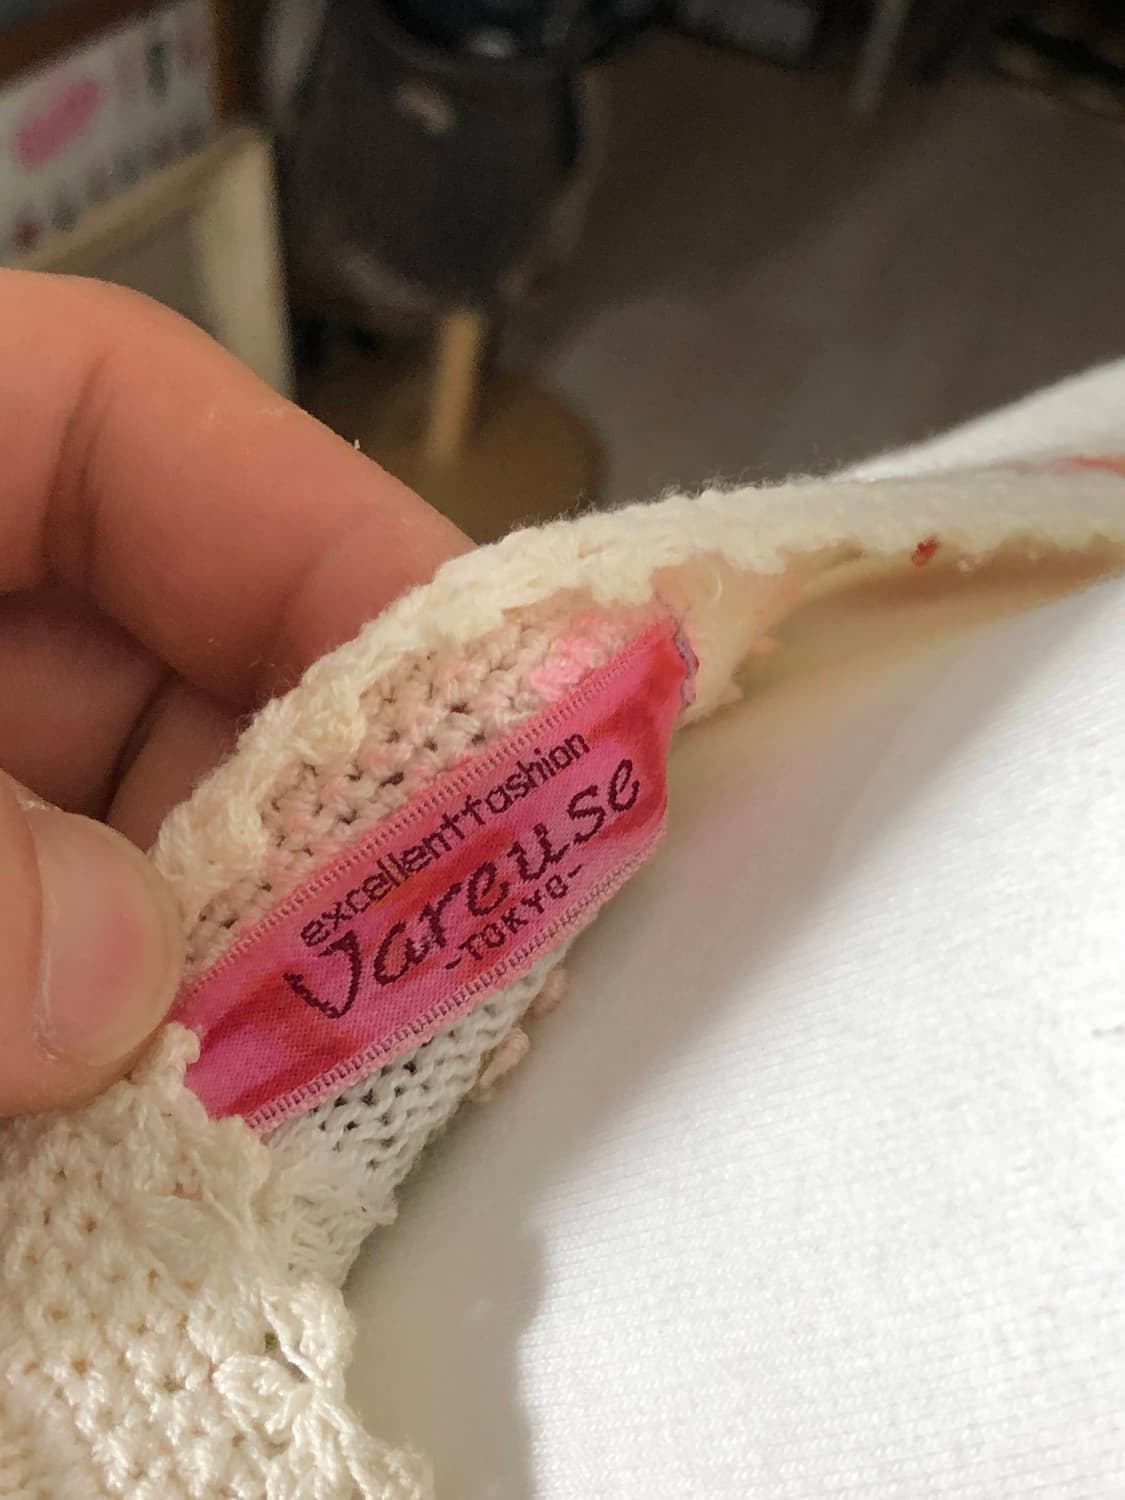 excellent fashion
Vareuse
-TOKYO-